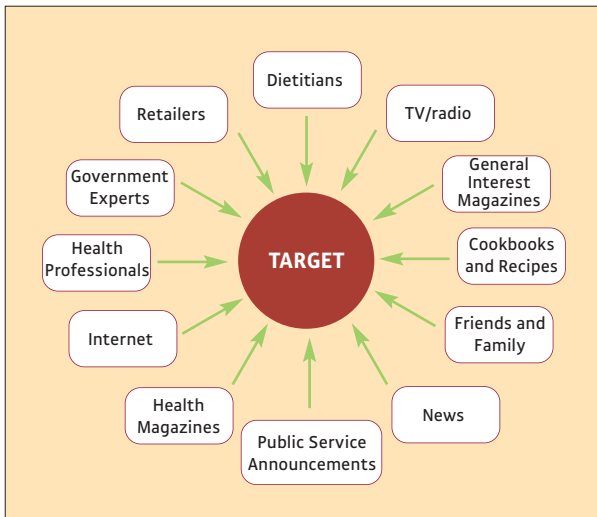 Dietitians
Retailers
TV/radio
Government
Experts
General
Interest
Magazines
Health
Professionals
TARGET
Cookbooks
and Recipes
Internet
Friends and
Family
Health
Magazines
News
Public Service
Announcements